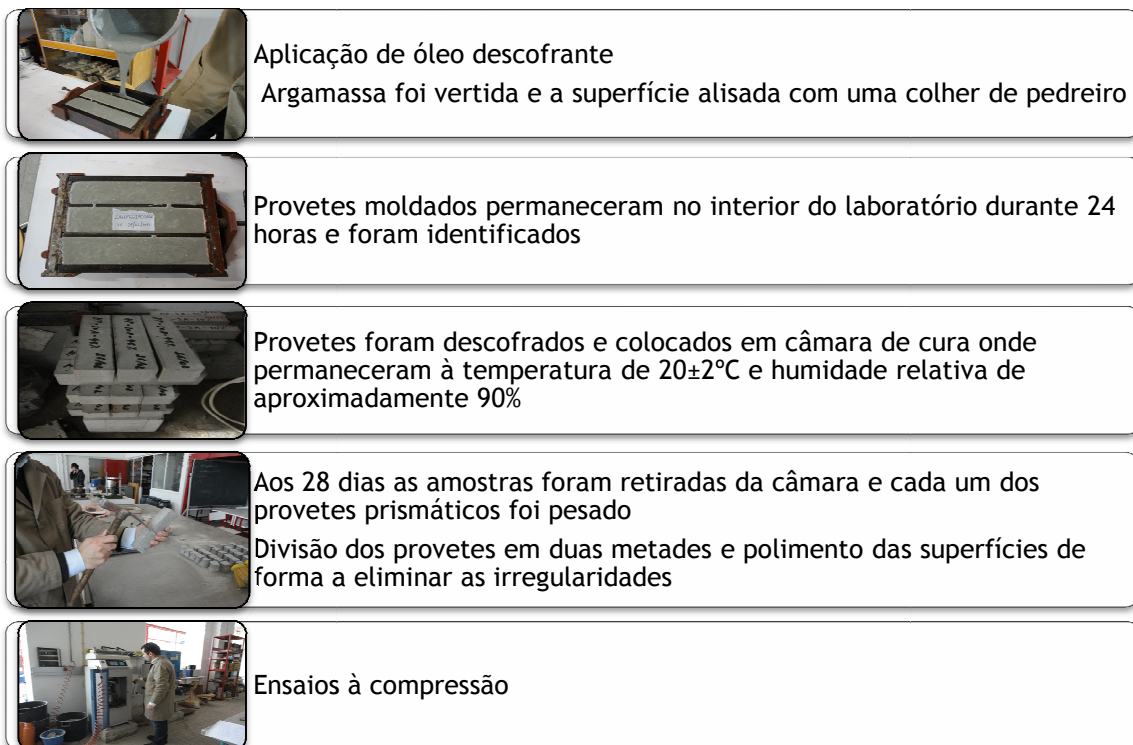 Aplicação de óleo descofrante
Argamassa foi vertida e a superfície alisada com uma colher de pedreiro
Provetes moldados permaneceram no interior do laboratório durante 24
horas e foram identificados
Provetes foram descofrados e colocados em câmara de cura onde
permaneceram à temperatura de 20±2ºC e humidade relativa de
aproximadamente 90%
Aos 28 dias as amostras foram retiradas da câmara e cada um dos
provetes prismáticos foi pesado
Divisão dos provetes em duas metades e polimento das superfícies de
forma a eliminar as irregularidades
Ensaios à compressão